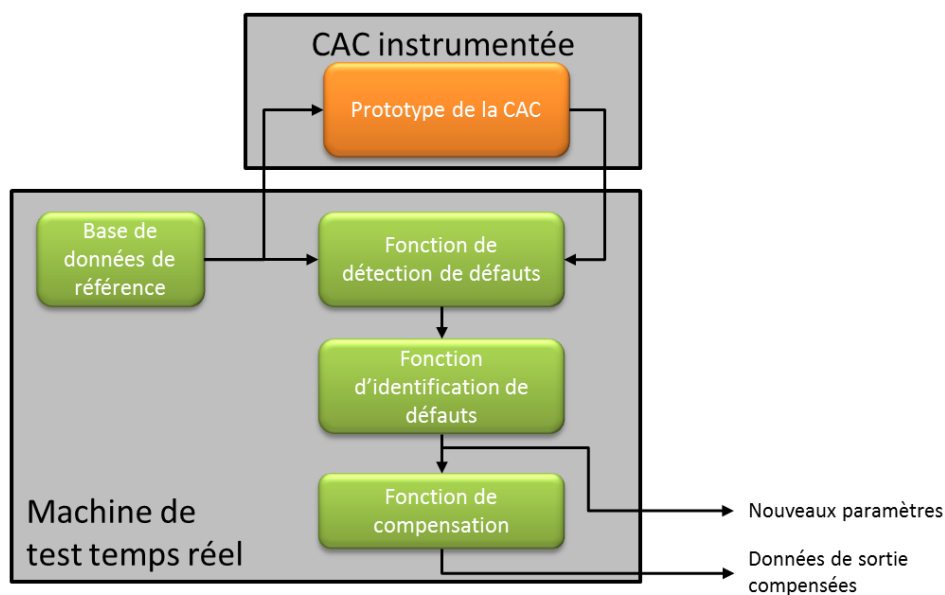 CAC instrumentée
Prototype de la CAC
Base de
données de
référence
Fonction de
détection de défauts
Fonction
d'identification de
défauts
Fonction de
compensation
Machine de
test temps réel
Nouveaux paramètres
Données de sortie
compensées